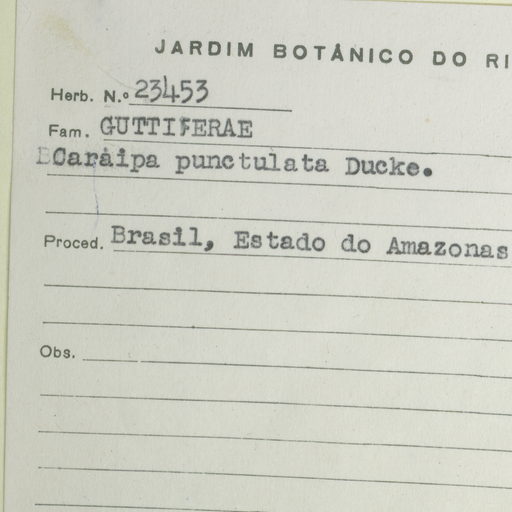 JARDIM BOTÂNICO DO RI
Herb. N.º 23453
Fam. GUTTIFERAE
Caraipa punctulata Ducke.
Proced. Brasil, Estado do Amazonas
Obs.